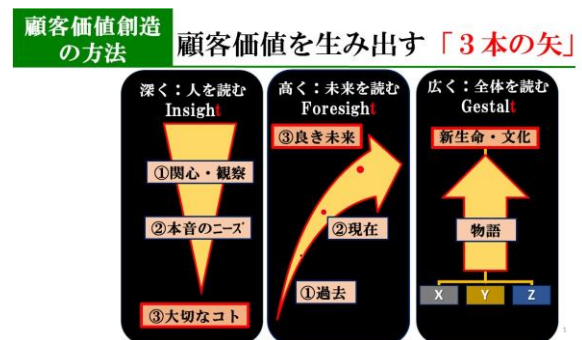 顧客価値創造
の方法
顧客価値を生み出す「３本の矢」
深く：人を読む
Insight
①関心・観察
②本音のニーズ
③大切なコト
高く：未来を読む
Foresight
③良き未来
②現在
①過去
広く：全体を読む
Gestalt
新生命・文化
物語
X Y Z
1